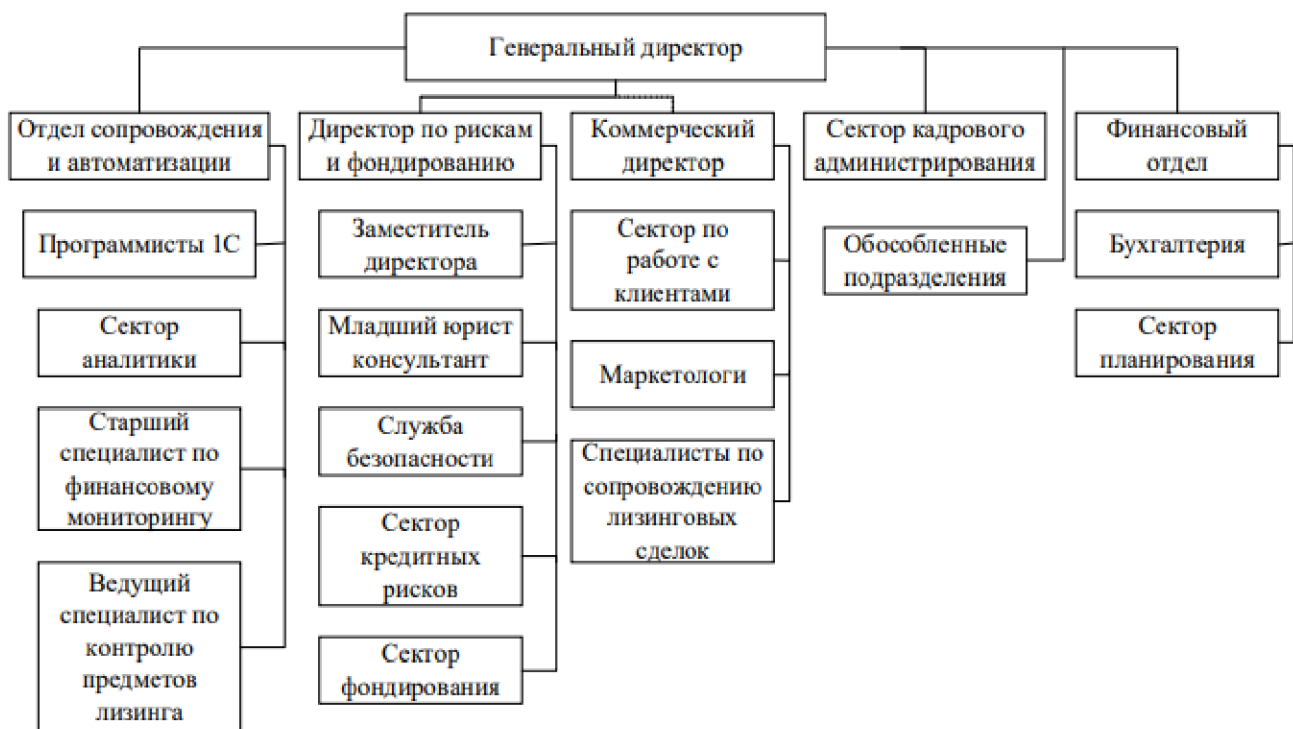 Генеральный директор
Отдел сопровождения
и автоматизации
Директор по рискам
и фондированию
Коммерческий
директор
Сектор кадрового
администрирования
Финансовый
отдел
Программисты 1С
Заместитель
директора
Сектор по
работе с
клиентами
Обособленные
подразделения
Бухгалтерия
Сектор
аналитики
Младший юрист
консультант
Маркетологи
Сектор
планирования
Старший
специалист по
финансовому
мониторингу
Служба
безопасности
Специалисты по
сопровождению
лизинговых
сделок
Ведущий
специалист по
контролю
предметов
лизинга
Сектор
кредитных
рисков
Сектор
фондирования